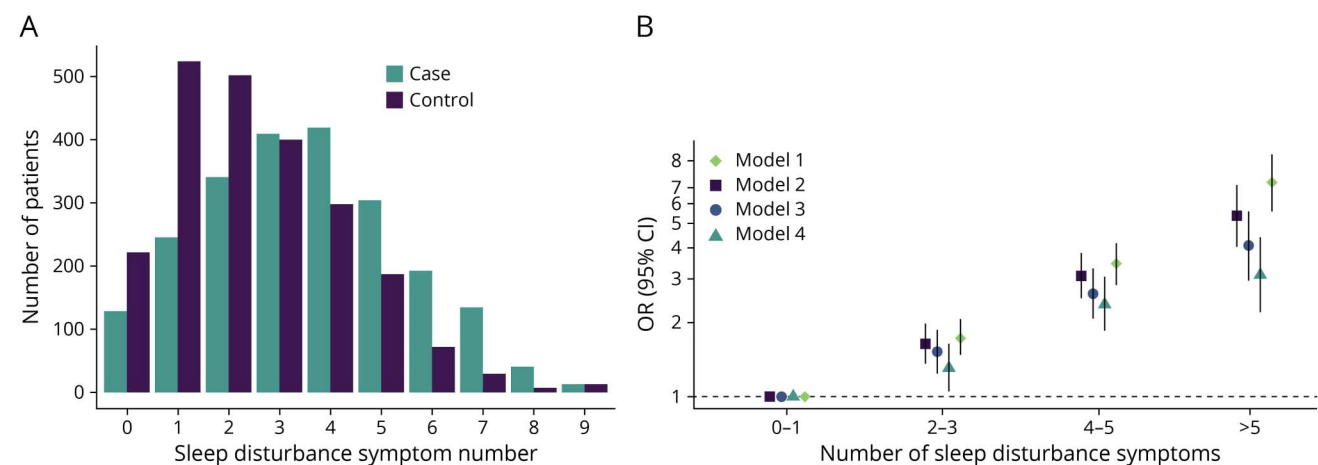 A
Number of patients
500
400
300
200
100
0
Case
Control
0 1 2 3 4 5 6 7 8 9
Sleep disturbance symptom number
B
OR (95% CI)
8
7
6
5
4
3
2
1
Model 1
Model 2
Model 3
Model 4
0–1 2–3 4–5 >5
Number of sleep disturbance symptoms